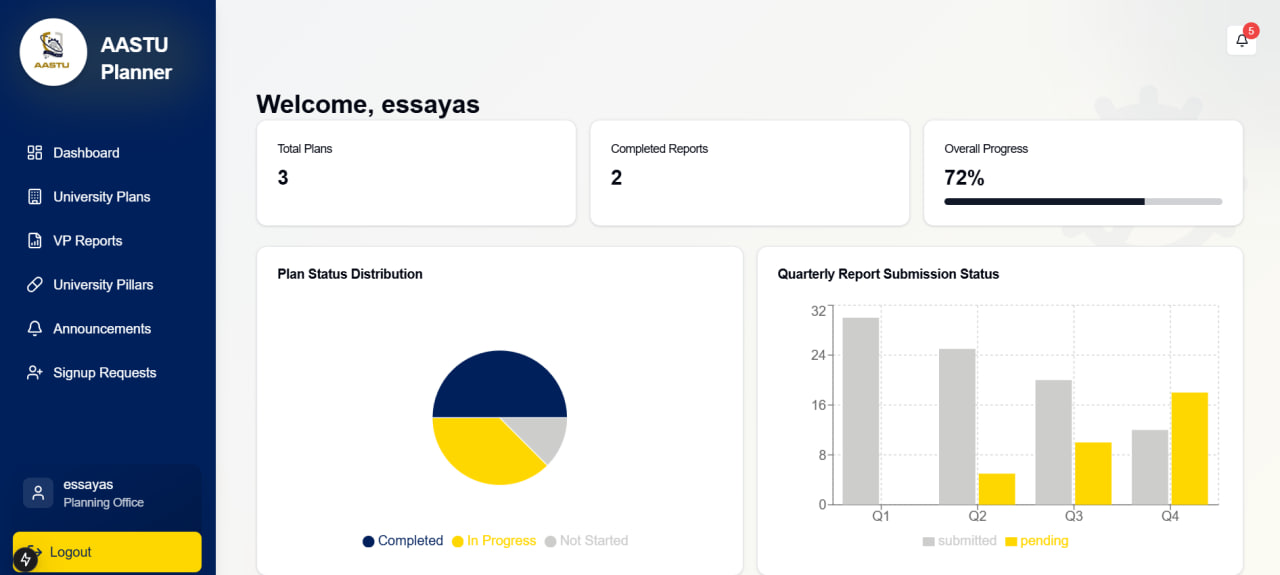 AASTU
AASTU
Planner
Dashboard
University Plans
VP Reports
University Pillars
Announcements
Signup Requests
essayas
Planning Office
Logout
5
Welcome, essayas
Total Plans
3
Completed Reports
2
Overall Progress
72%
Plan Status Distribution
Completed In Progress Not Started
Quarterly Report Submission Status
32
24
16
8
0
Q1 Q2 Q3 Q4
submitted pending